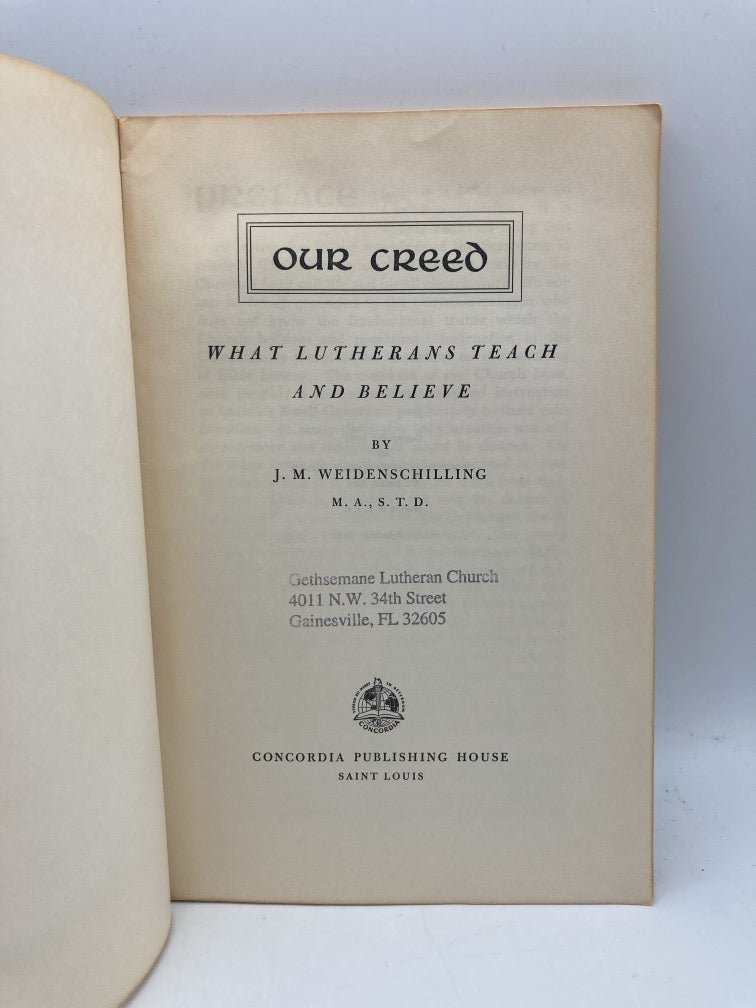 OUR CREED
WHAT LUTHERANS TEACH
AND BELIEVE
BY
J. M. WEIDENSCHILLING
M. A., S. T. D.
Gethsemane Lutheran Church
4011 N.W. 34th Street
Gainesville, FL 32605
CONCORDIA
CONCORDIA PUBLISHING HOUSE
SAINT LOUIS